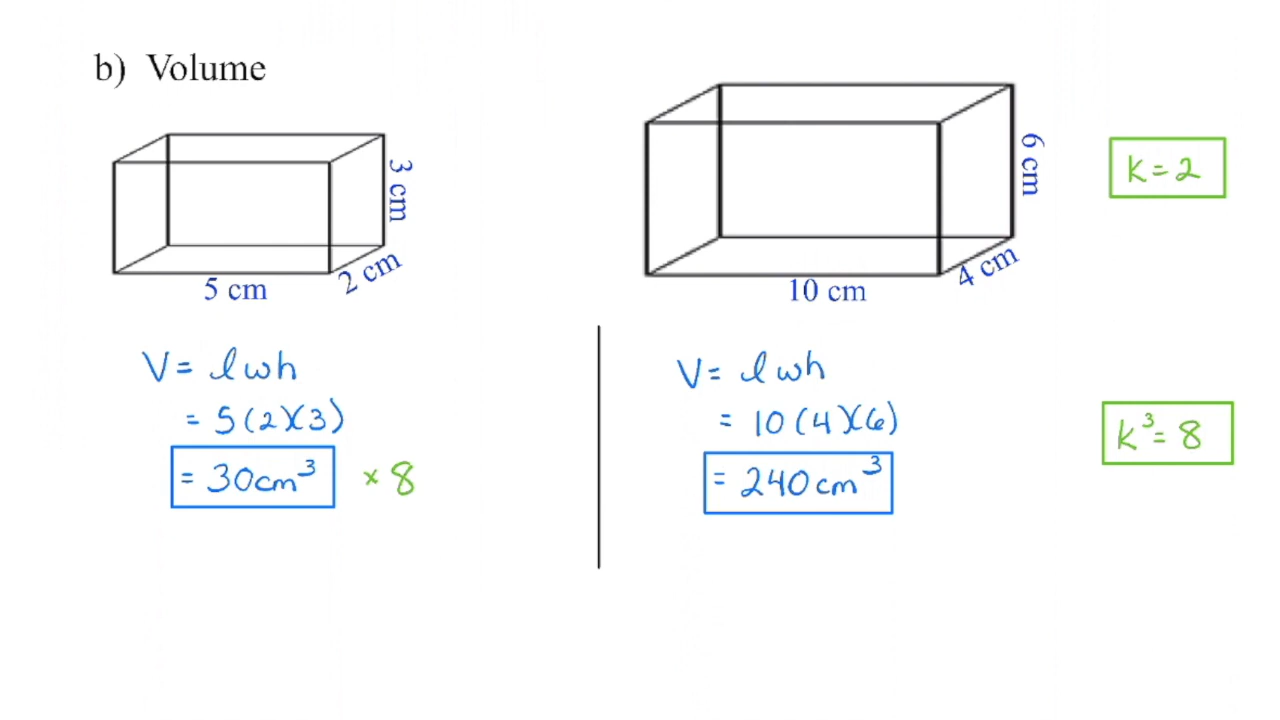 b) Volume
3 cm
5 cm
2 cm
V = lwh
= 5(2)(3)
= 30cm³ × 8
6 cm
10 cm
4 cm
V = lwh
= 10(4)(6)
= 240cm³
K = 2
K³ = 8